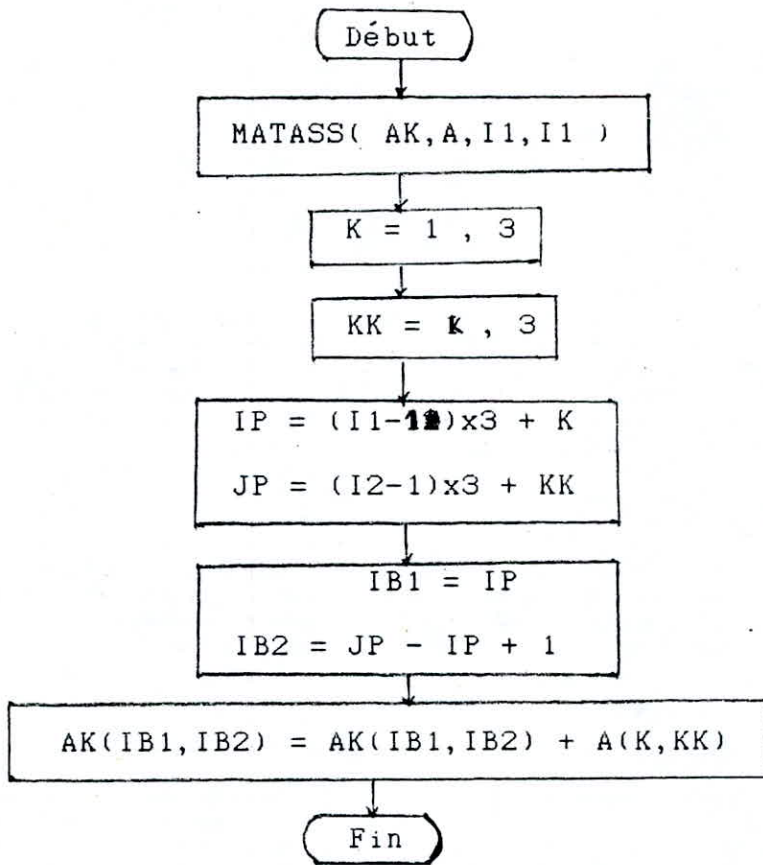 Début
MATASS( AK,A,I1,I1 )
K = 1 , 3
KK = K , 3
IP = (I1-1)x3 + K
JP = (I2-1)x3 + KK
IB1 = IP
IB2 = JP - IP + 1
AK(IB1,IB2) = AK(IB1,IB2) + A(K,KK)
Fin